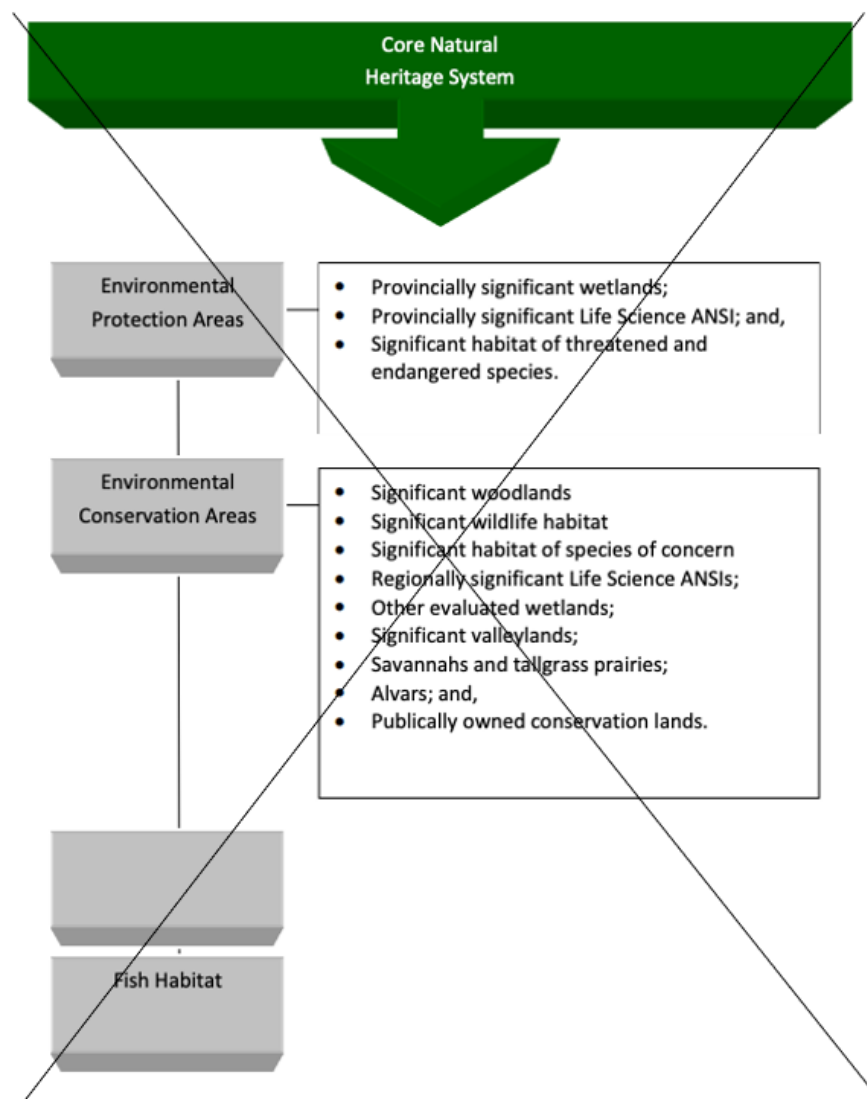 Core Natural
Heritage System
Environmental
Protection Areas
• Provincially significant wetlands;
• Provincially significant Life Science ANSI; and,
• Significant habitat of threatened and
endangered species.
Environmental
Conservation Areas
• Significant woodlands
• Significant wildlife habitat
• Significant habitat of species of concern
• Regionally significant Life Science ANSIs;
• Other evaluated wetlands;
• Significant valleylands;
• Savannahs and tallgrass prairies;
• Alvars; and,
• Publically owned conservation lands.
Fish Habitat